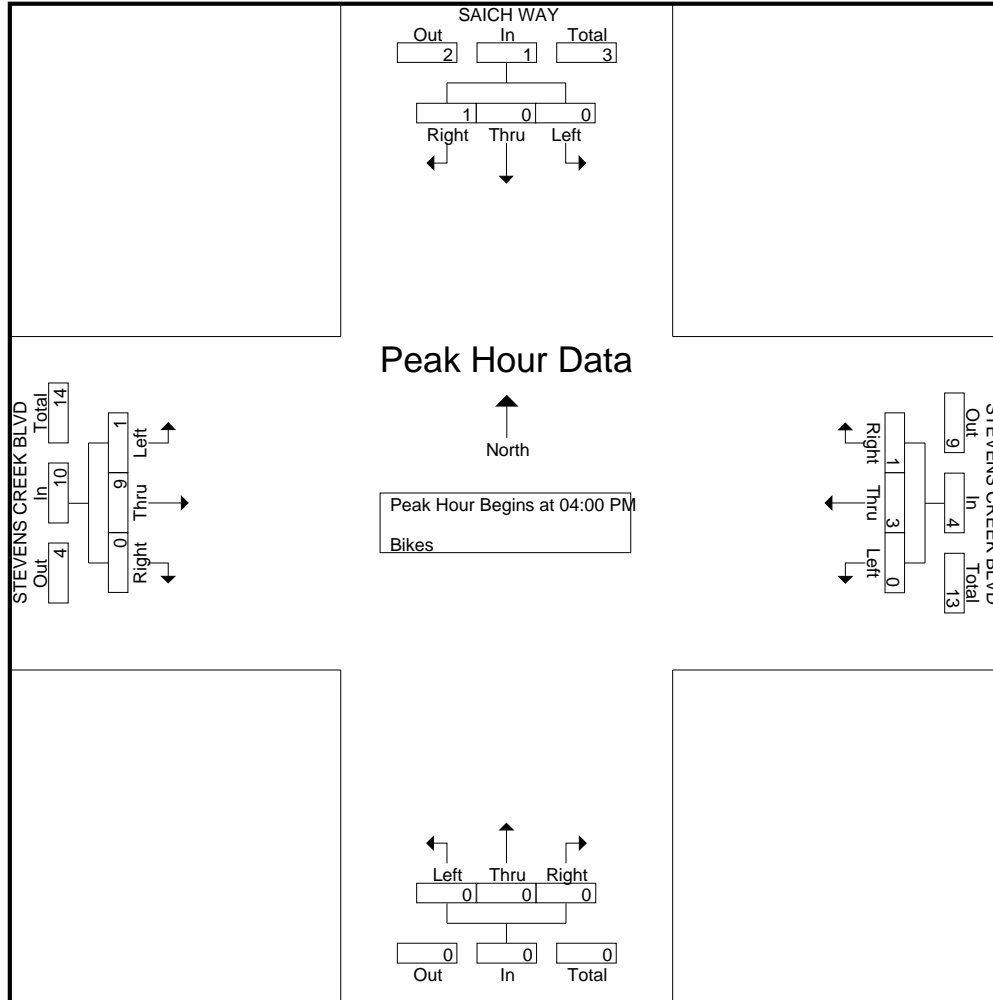 SAICH WAY
Out In Total
2 1 3
1 0 0
Right Thru Left
Peak Hour Data
North
Peak Hour Begins at 04:00 PM
Bikes
STEVENS CREEK BLVD
Out In Total
4 10 14
Left Thru Right
1 9 0
STEVENS CREEK BLVD
Out In Total
9 4 13
Right Thru Left
1 3 0
Left Thru Right
0 0 0
0 0 0
Out In Total